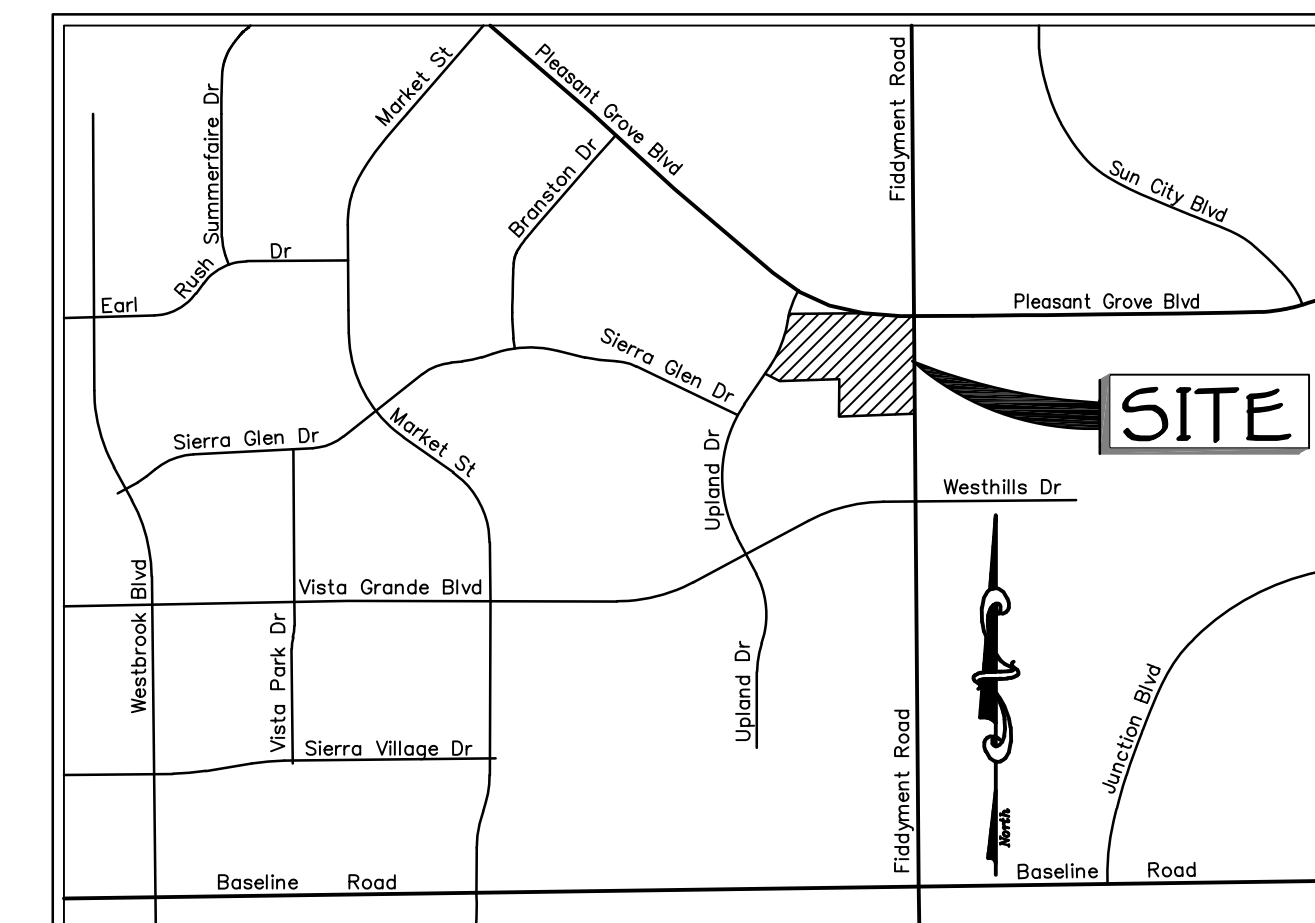 Market St
Pleasant Grove Blvd
Fiddyment Road
Summerfaire Dr
Branston Dr
Sun City Blvd
Rush Dr
Earl
Pleasant Grove Blvd
Sierra Glen Dr
SITE
Market St
Sierra Glen Dr
Upland Dr
Westhills Dr
Westbrook Blvd
Vista Grande Blvd
Vista Park Dr
Upland Dr
Junction Blvd
Sierra Village Dr
Fiddyment Road
North
Baseline Road
Baseline Road